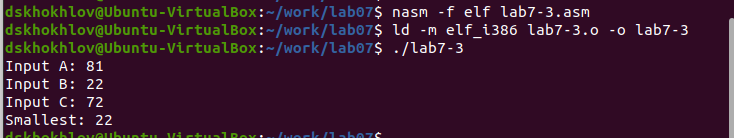 dskhokhlov@Ubuntu-VirtualBox:~/work/lab07$ nasm -f elf lab7-3.asm
dskhokhlov@Ubuntu-VirtualBox:~/work/lab07$ ld -m elf_i386 lab7-3.o -o lab7-3
dskhokhlov@Ubuntu-VirtualBox:~/work/lab07$ ./lab7-3
Input A: 81
Input B: 22
Input C: 72
Smallest: 22
dskhokhlov@Ubuntu-VirtualBox:~/work/lab07$